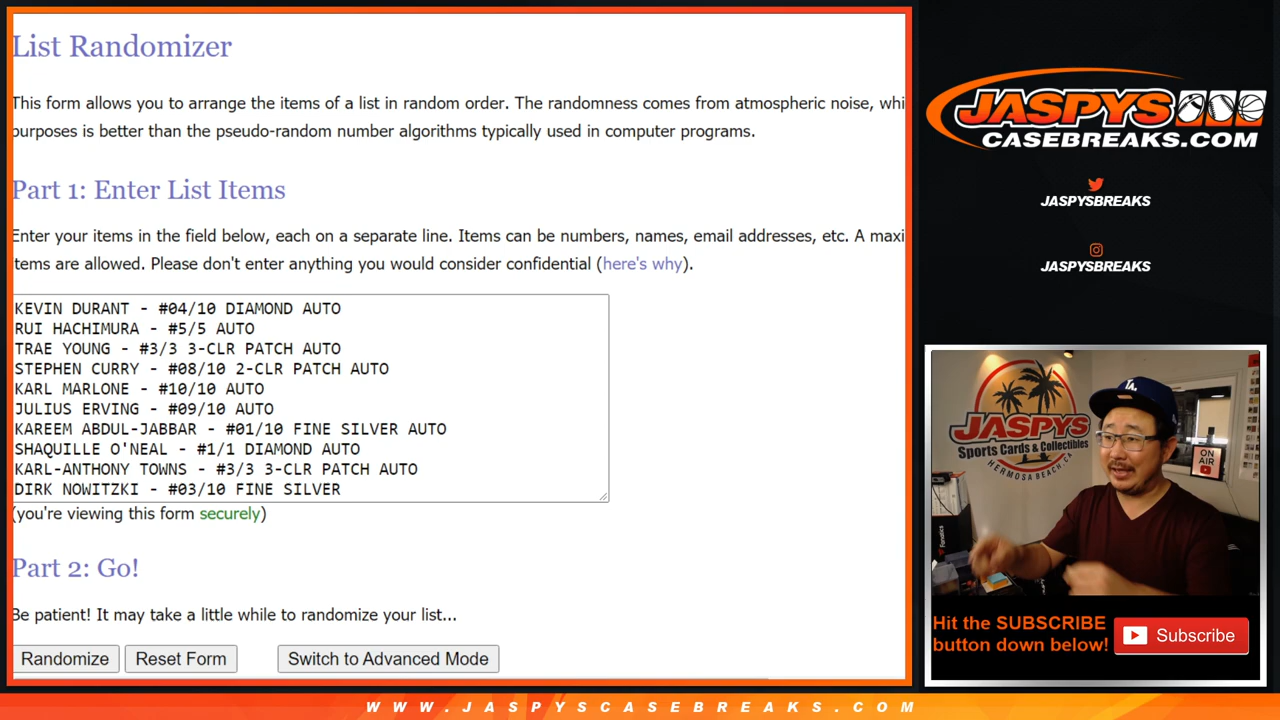 List Randomizer
This form allows you to arrange the items of a list in random order. The randomness comes from atmospheric noise, whi
purposes is better than the pseudo-random number algorithms typically used in computer programs.
Part 1: Enter List Items
Enter your items in the field below, each on a separate line. Items can be numbers, names, email addresses, etc. A maxi
items are allowed. Please don't enter anything you would consider confidential (here's why).
KEVIN DURANT - #04/10 DIAMOND AUTO
RUI HACHIMURA - #5/5 AUTO
TRAE YOUNG - #3/3 3-CLR PATCH AUTO
STEPHEN CURRY - #08/10 2-CLR PATCH AUTO
KARL MARLONE - #10/10 AUTO
JULIUS ERVING - #09/10 AUTO
KAREEM ABDUL-JABBAR - #01/10 FINE SILVER AUTO
SHAQUILLE O'NEAL - #1/1 DIAMOND AUTO
KARL-ANTHONY TOWNS - #3/3 3-CLR PATCH AUTO
DIRK NOWITZKI - #03/10 FINE SILVER
(you're viewing this form securely)
Part 2: Go!
Be patient! It may take a little while to randomize your list...
Randomize
Reset Form
Switch to Advanced Mode
JASPYS
CASEBREAKS.COM
JASPYSBREAKS
JASPYSBREAKS
JASPYS
Sports Cards & Collectibles
HERMOSA BEACH, CA
LA
ON
AIR
Fanatics
Hit the SUBSCRIBE
button down below!
Subscribe
WWW.JASPYSCASEBREAKS.COM